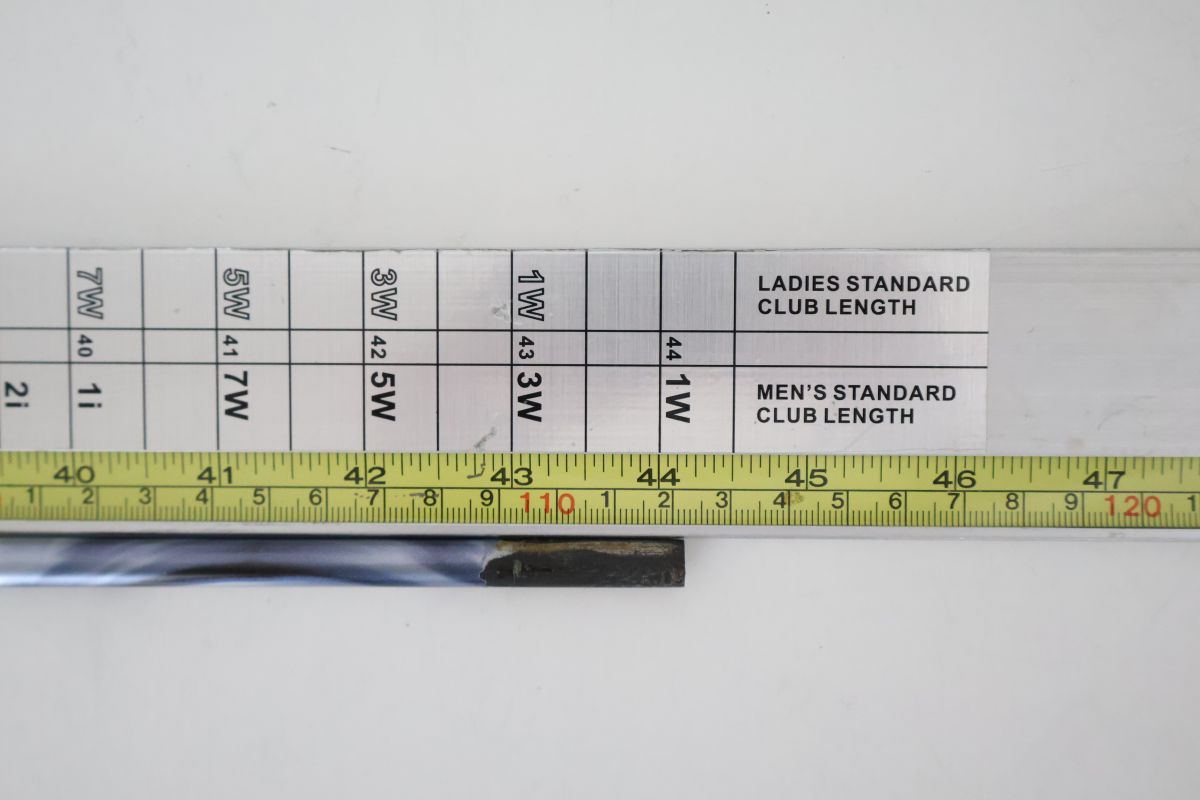 7W 5W 3W 1W LADIES STANDARD
CLUB LENGTH
40 41 42 43 44
2i 1i 7W 5W 3W 1W MEN'S STANDARD
CLUB LENGTH
40 41 42 43 44 45 46 47
1 2 3 4 5 6 7 8 9 110 1 2 3 4 5 6 7 8 9 120 1